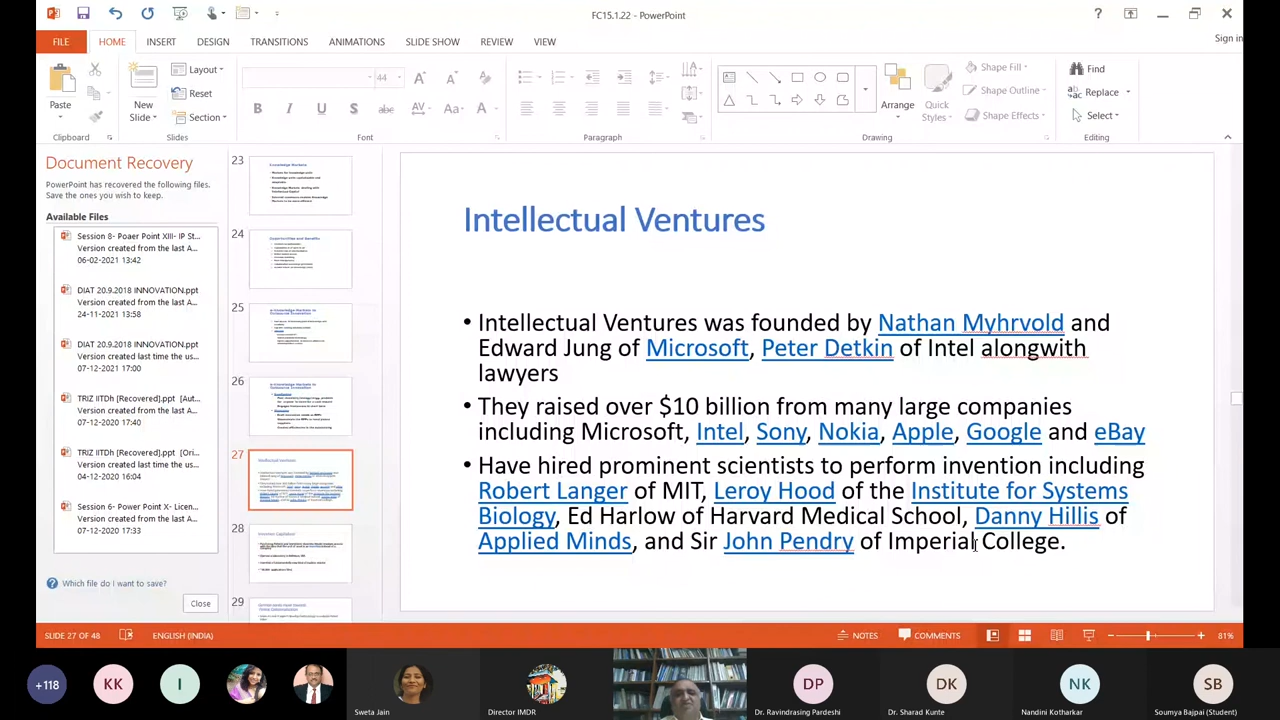 FC15.1.22 - PowerPoint
Sign in
FILE HOME INSERT DESIGN TRANSITIONS ANIMATIONS SLIDE SHOW REVIEW VIEW
Paste
Clipboard
New Slide
Layout
Reset
Section
Slides
44
Font
Paragraph
Arrange
Quick Styles
Shape Fill
Shape Outline
Shape Effects
Drawing
Find
Replace
Select
Editing
Document Recovery
PowerPoint has recovered the following files.
Save the ones you wish to keep.
Available Files
Session 8- Poaer Point XIII- IP St...
Version created from the last A...
06-02-2021 13:42
DIAT 20.9.2018 INNOVATION.ppt
Version created from the last A...
24-11-2021 13:58
DIAT 20.9.2018 INNOVATION.ppt
Version created last time the us...
07-12-2021 17:00
TRIZ IITDh [Recovered].ppt [Aut...
Version created from the last A...
07-12-2020 17:40
TRIZ IITDh [Recovered].ppt [Ori...
Version created last time the us...
04-12-2020 16:04
Session 6- Power Point X- Licen...
Version created from the last A...
07-12-2020 17:33
Which file do I want to save?
Close
23
Knowledge Markets
24
Opportunities and Benefits
25
26
27
Intellectual Ventures
28
29
Intellectual Ventures
• Intellectual Ventures was founded by Nathan Myhrvold and
Edward Jung of Microsoft, Peter Detkin of Intel alongwith
lawyers
• They raised over $10 billion from many large companies
including Microsoft, Intel, Sony, Nokia, Apple, Google and eBay
• Have hired prominent scientists to perform invention including
Robert Langer of MIT, Leroy Hood of the Institute for Systems
Biology, Ed Harlow of Harvard Medical School, Danny Hillis of
Applied Minds, and Sir John Pendry of Imperial College.
SLIDE 27 OF 48 ENGLISH (INDIA) NOTES COMMENTS 81%
+118 KK I DP DK NK SB
Sweta Jain
Director IMDR
Dr. Ravindrasing Pardeshi
Dr. Sharad Kunte
Nandini Kotharkar
Soumya Bajpai (Student)